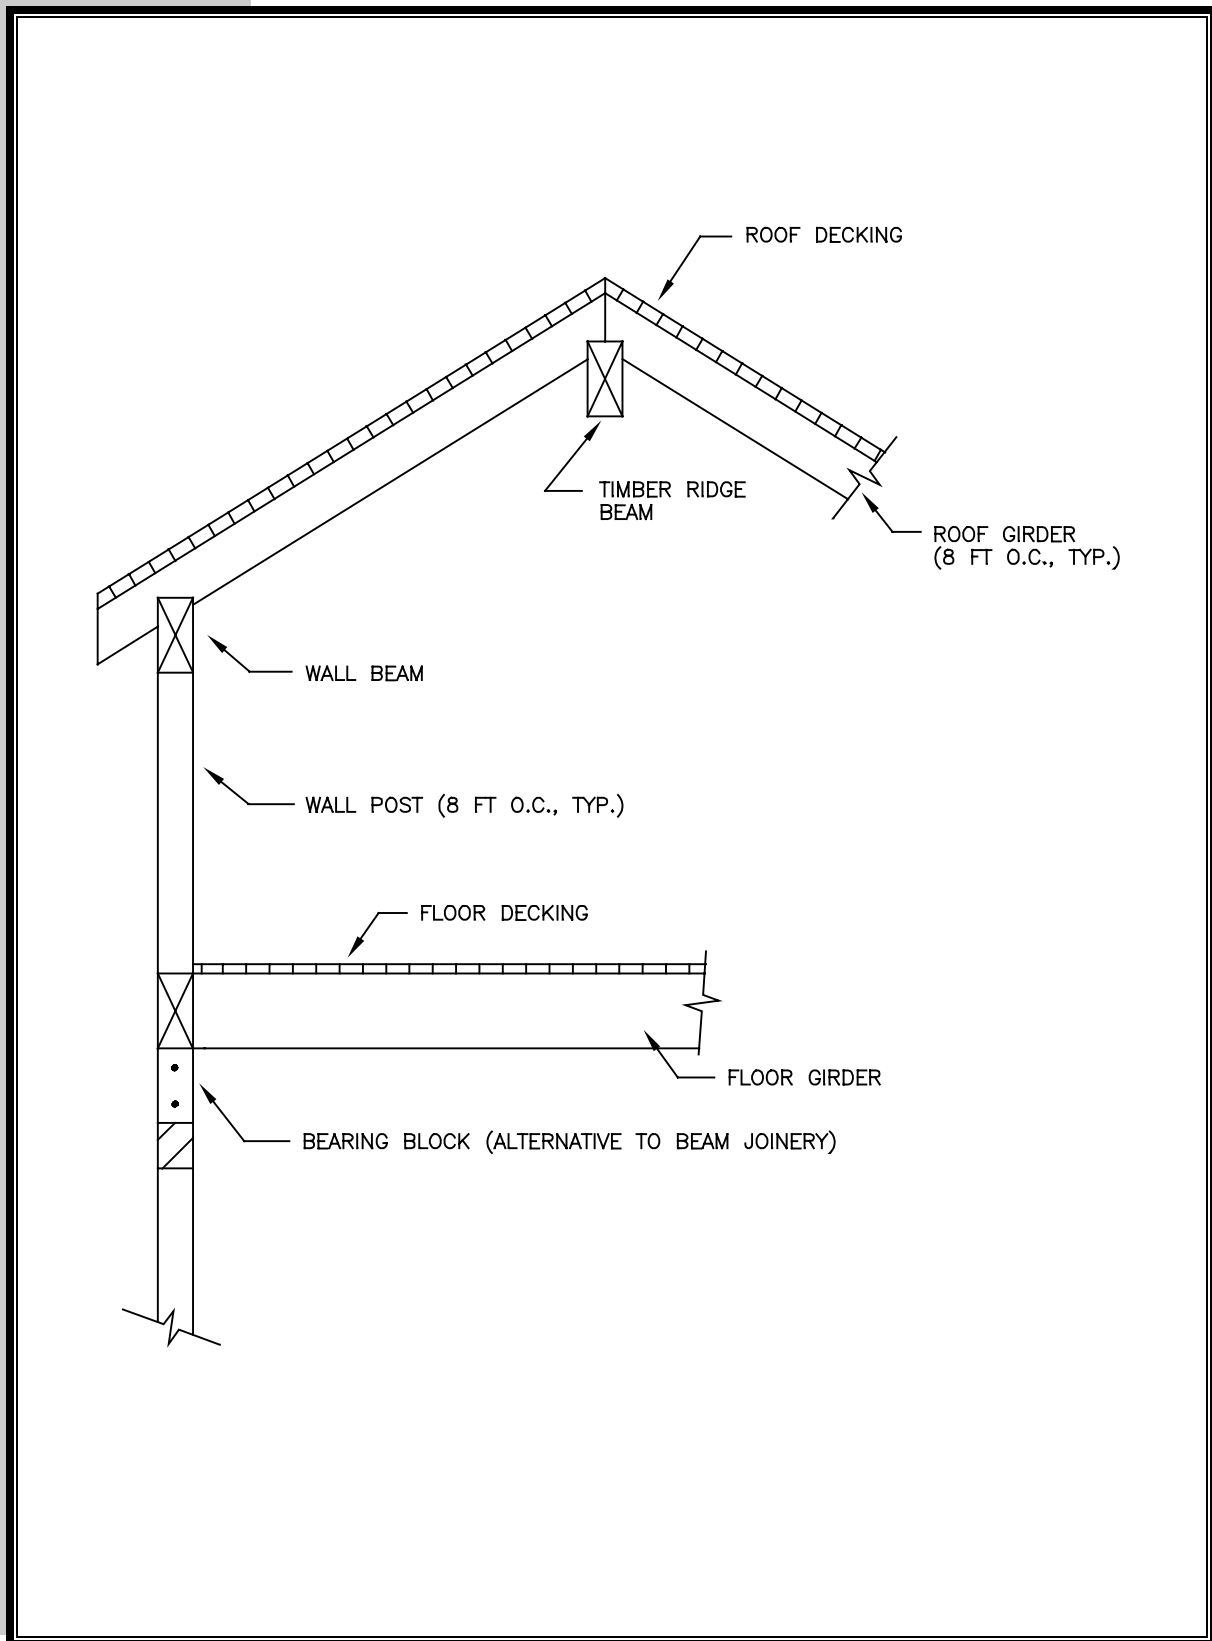 ROOF DECKING
TIMBER RIDGE
BEAM
ROOF GIRDER
(8 FT O.C., TYP.)
WALL BEAM
WALL POST (8 FT O.C., TYP.)
FLOOR DECKING
FLOOR GIRDER
BEARING BLOCK (ALTERNATIVE TO BEAM JOINERY)